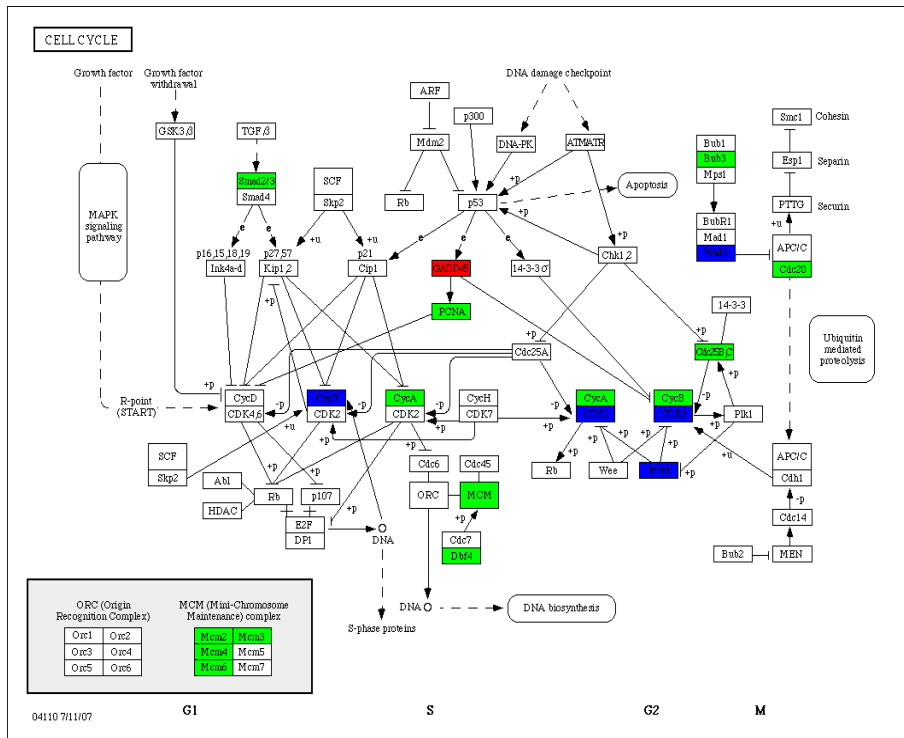 CELL CYCLE
Growth factor
Growth factor
withdrawal
DNA damage checkpoint
ARF
p300
GSK3β
TGFβ
Mdm2
DNA-PK
ATM/ATR
Bub1
Bub3
Mps1
Smc1
Cohesin
Esp1
Separin
MAPK
signaling
pathway
Smad2/3
Smad4
SCF
Skp2
Rb
p53
+p
Apoptosis
BubR1
Mad1
Mad2
PTTG
Securin
+u
APC/C
Cdc20
e
e
+u
+u
e
e
e
+p
+p
p16,15,18,19
Ink4a-d
p27,57
Kip1,2
p21
Cip1
GADD45
14-3-3σ
Chk1,2
+p
PCNA
14-3-3
+p
Cdc25A
+p
Cdc25B,C
Ubiquitin
mediated
proteolysis
R-point
(START)
+p
CycD
CDK4,6
-p
CycE
CDK2
-p
CycA
CDK2
-p
CycH
CDK7
-p
CycA
CDK1
CycB
CDK1
-p
+p
+p
Plk1
+u
+p
+p
SCF
Skp2
+p
+p
+p
Cdc6
Cdc45
Rb
+p
Wee
+p
Myt1
+p
+u
APC/C
Cdh1
Abl
HDAC
Rb
p107
ORC
MCM
-p
E2F
DP1
+p
DNA
+p
Cdc7
Dbf4
Cdc14
Bub2
MEN
DNA
DNA biosynthesis
S-phase proteins
ORC (Origin
Recognition Complex)
MCM (Mini-Chromosome
Maintenance) complex
Orc1 Orc2
Orc3 Orc4
Orc5 Orc6
Mcm2 Mcm3
Mcm4 Mcm5
Mcm6 Mcm7
04110 7/11/07
G1
S
G2
M